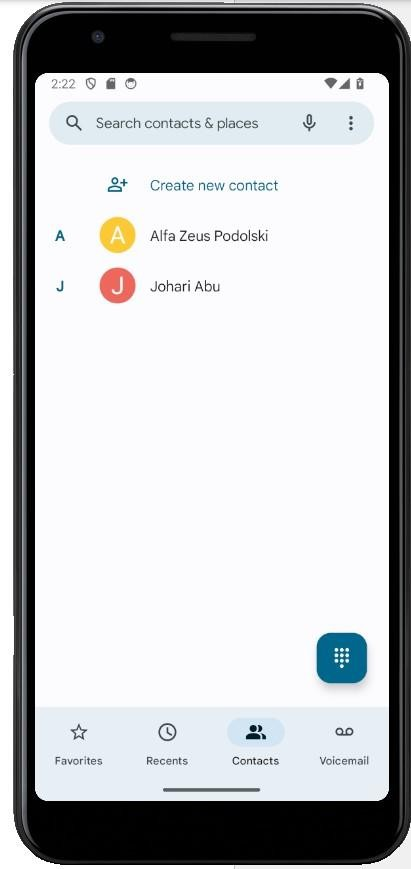 2:22
Search contacts & places
Create new contact
A A Alfa Zeus Podolski
J J Johari Abu
Favorites Recents Contacts Voicemail